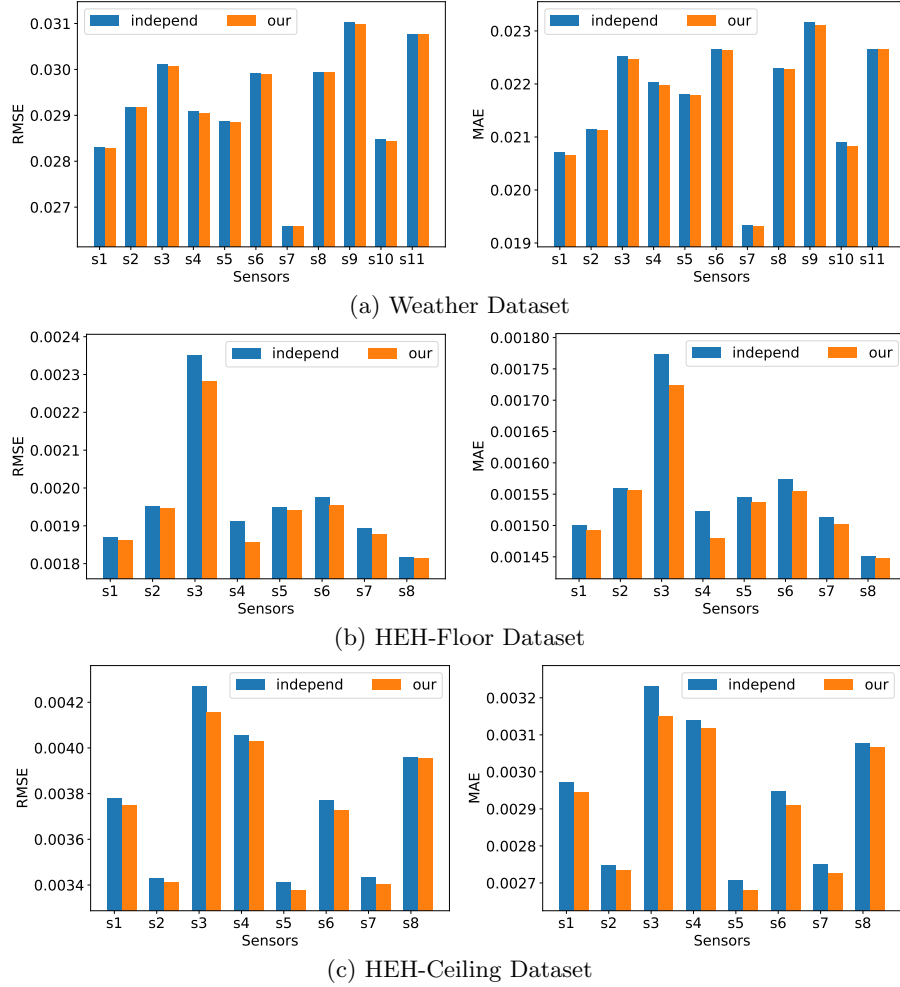 independ our
RMSE
0.031
0.030
0.029
0.028
0.027
s1 s2 s3 s4 s5 s6 s7 s8 s9 s10 s11
Sensors
independ our
MAE
0.023
0.022
0.021
0.020
0.019
s1 s2 s3 s4 s5 s6 s7 s8 s9 s10 s11
Sensors
(a) Weather Dataset
independ our
RMSE
0.0024
0.0023
0.0022
0.0021
0.0020
0.0019
0.0018
s1 s2 s3 s4 s5 s6 s7 s8
Sensors
independ our
MAE
0.00180
0.00175
0.00170
0.00165
0.00160
0.00155
0.00150
0.00145
s1 s2 s3 s4 s5 s6 s7 s8
Sensors
(b) HEH-Floor Dataset
independ our
RMSE
0.0042
0.0040
0.0038
0.0036
0.0034
s1 s2 s3 s4 s5 s6 s7 s8
Sensors
independ our
MAE
0.0032
0.0031
0.0030
0.0029
0.0028
0.0027
s1 s2 s3 s4 s5 s6 s7 s8
Sensors
(c) HEH-Ceiling Dataset